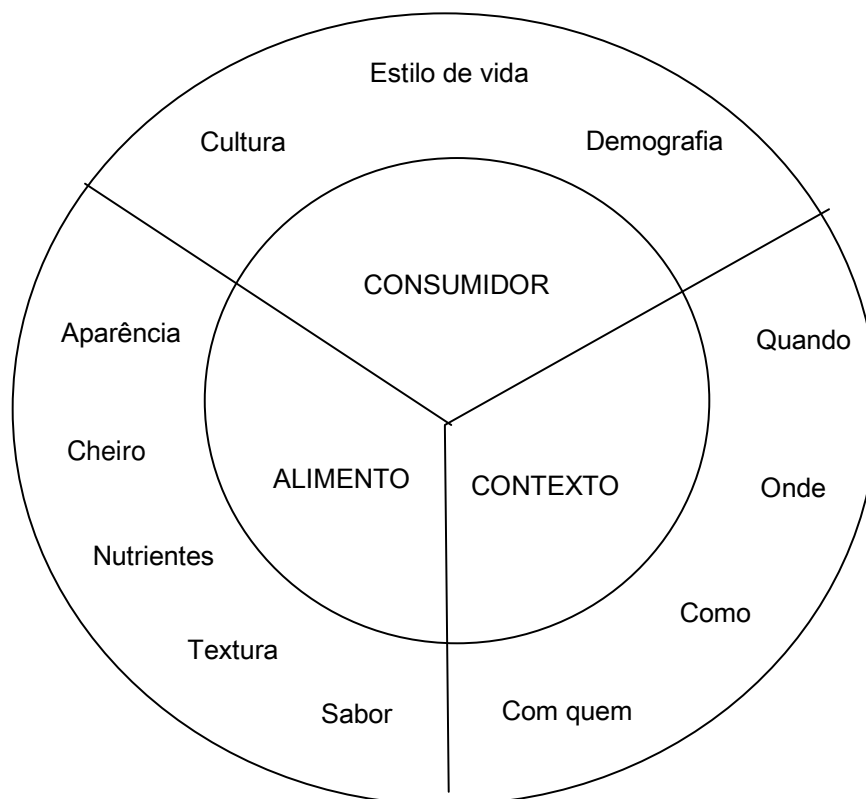 Estilo de vida
Cultura
Demografia
CONSUMIDOR
Aparência
Quando
Cheiro
ALIMENTO
CONTEXTO
Onde
Nutrientes
Como
Textura
Sabor
Com quem